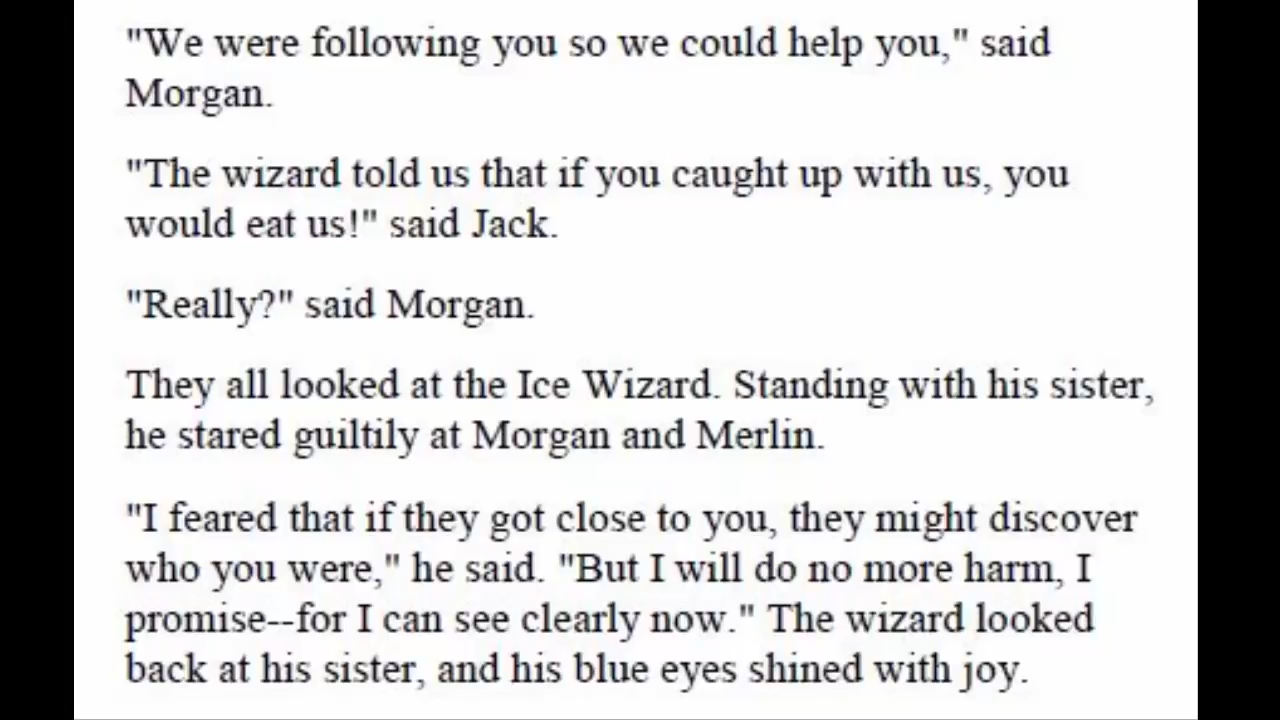 "We were following you so we could help you," said
Morgan.
"The wizard told us that if you caught up with us, you
would eat us!" said Jack.
"Really?" said Morgan.
They all looked at the Ice Wizard. Standing with his sister,
he stared guiltily at Morgan and Merlin.
"I feared that if they got close to you, they might discover
who you were," he said. "But I will do no more harm, I
promise--for I can see clearly now." The wizard looked
back at his sister, and his blue eyes shined with joy.